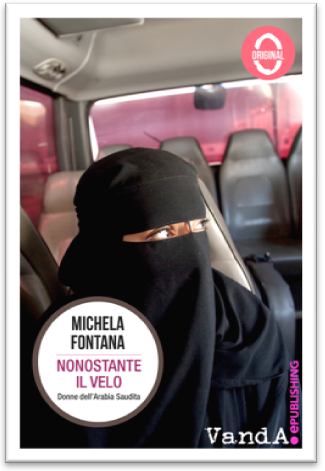 ORIGINAL
MICHELA
FONTANA
NONOSTANTE
IL VELO
Donne dell'Arabia Saudita
VandA.
ePUBLISHING